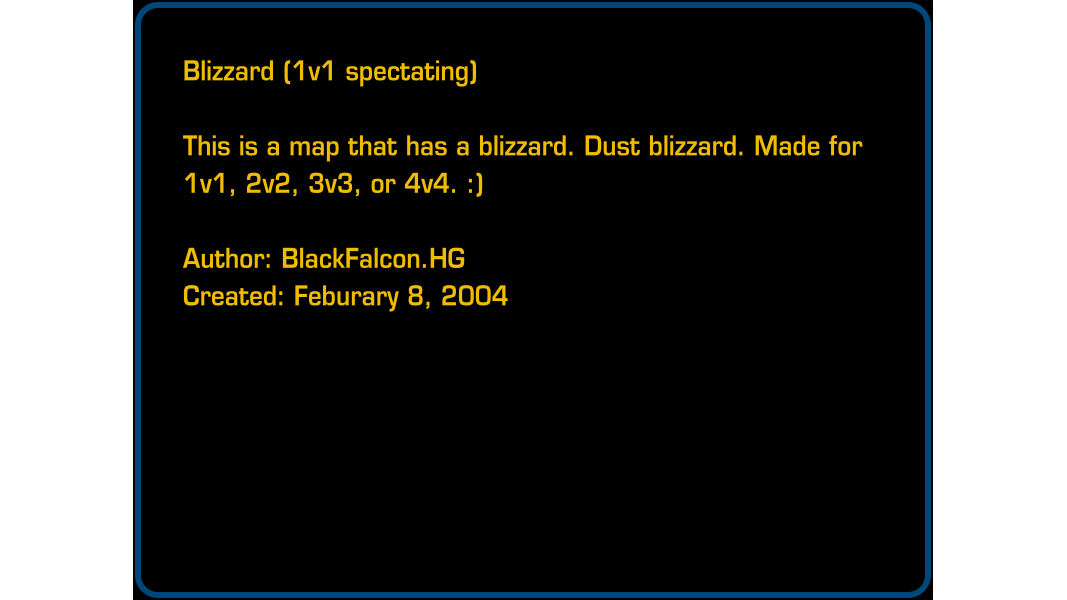 Blizzard (1v1 spectating)
This is a map that has a blizzard. Dust blizzard. Made for
1v1, 2v2, 3v3, or 4v4. :)
Author: BlackFalcon.HG
Created: Feburary 8, 2004